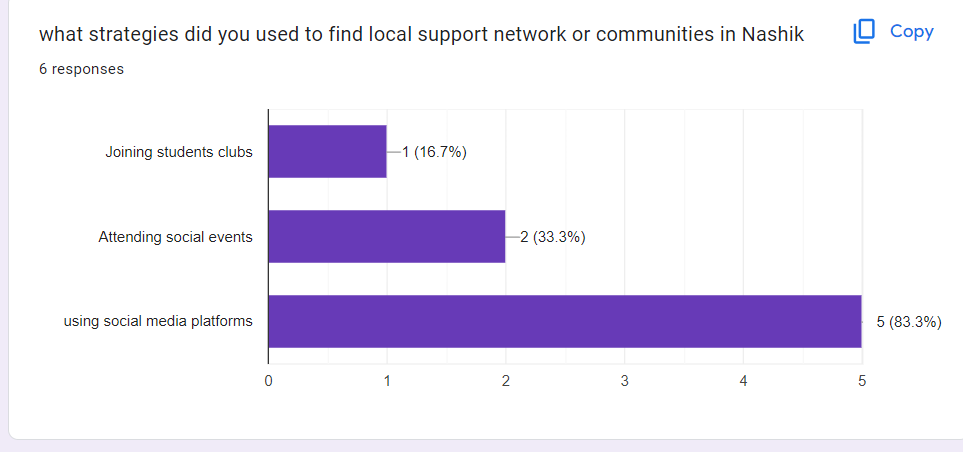 what strategies did you used to find local support network or communities in Nashik
Copy
6 responses
Joining students clubs
1 (16.7%)
Attending social events
2 (33.3%)
using social media platforms
5 (83.3%)
0 1 2 3 4 5